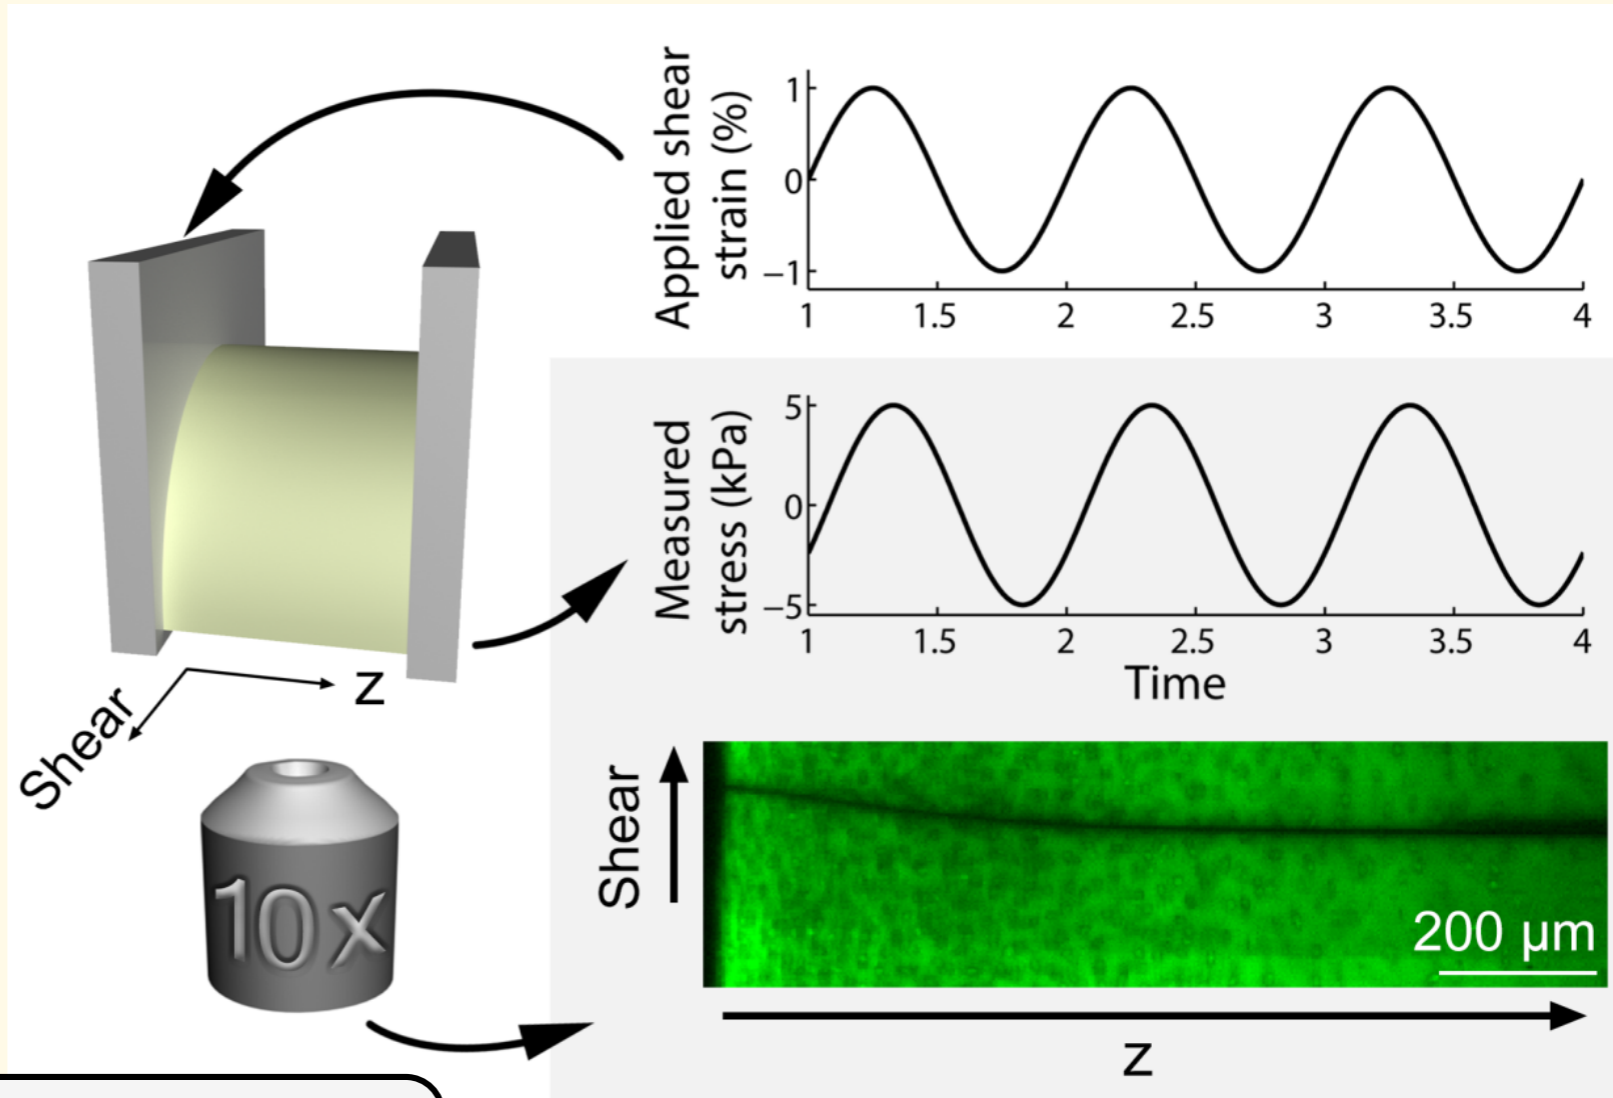 Applied shear
strain (%)
1
0
−1
1 1.5 2 2.5 3 3.5 4
Measured
stress (kPa)
5
0
−5
1 1.5 2 2.5 3 3.5 4
Time
z
Shear
10x
Shear
200 µm
z